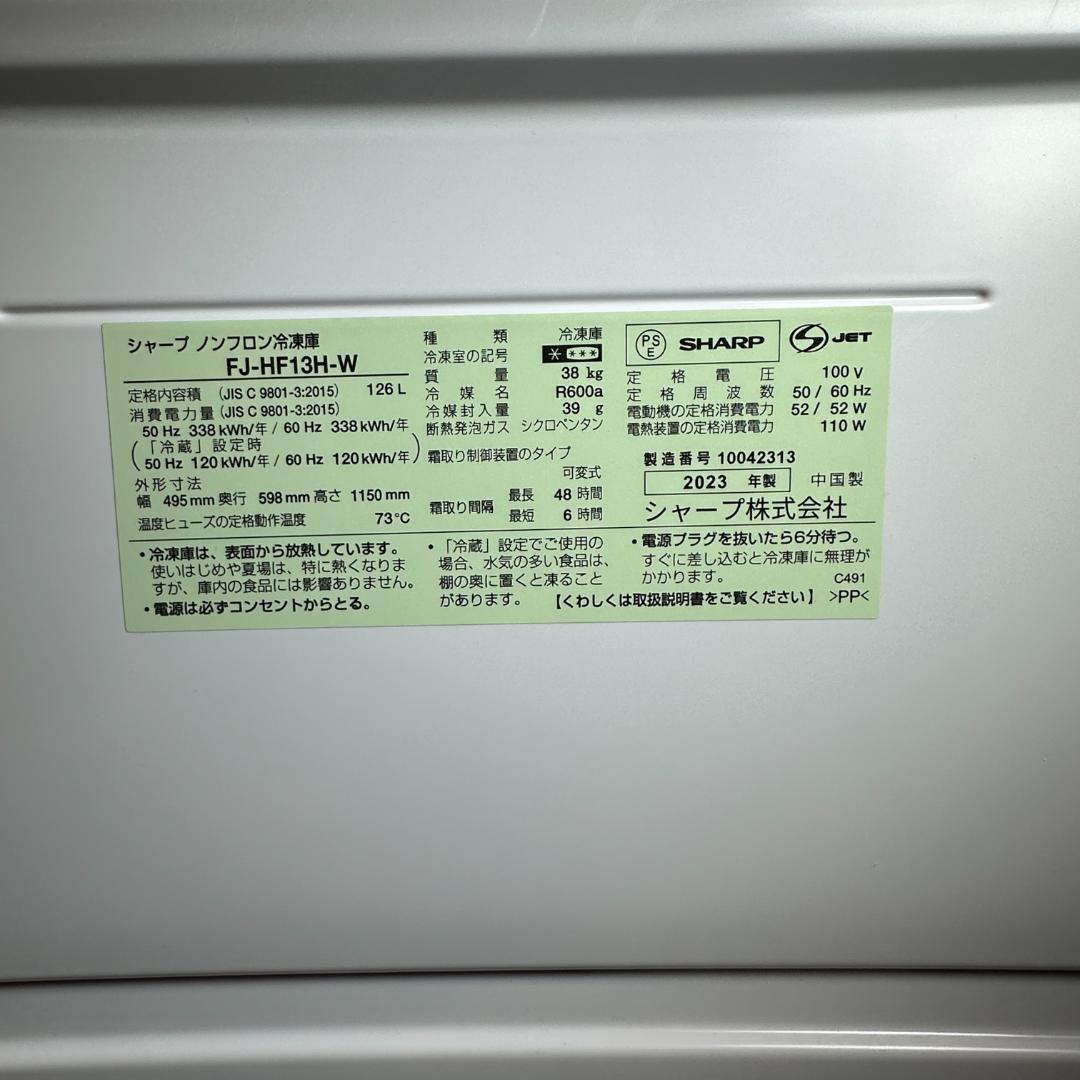 シャープ ノンフロン冷凍庫
FJ-HF13H-W
定格内容積 (JIS C 9801-3:2015) 126 L
消費電力量 (JIS C 9801-3:2015)
50 Hz 338 kWh/年 / 60 Hz 338 kWh/年
(「冷蔵」設定時
50 Hz 120 kWh/年 / 60 Hz 120 kWh/年)
外形寸法
幅 495 mm 奥行 598 mm 高さ 1150 mm
温度ヒューズの定格動作温度 73℃
種類 冷凍庫
冷凍室の記号 * ***
質量 38 kg
冷媒名 R600a
冷媒封入量 39 g
断熱発泡ガス シクロペンタン
霜取り制御装置のタイプ
可変式
霜取り間隔 最長 48 時間
最短 6 時間
PSE SHARP JET
定格電圧 100 V
定格周波数 50 / 60 Hz
電動機の定格消費電力 52 / 52 W
電熱装置の定格消費電力 110 W
製造番号 10042313
2023 年製 中国製
シャープ株式会社
・冷凍庫は、表面から放熱しています。
使いはじめや夏場は、特に熱くなりま
すが、庫内の食品には影響ありません。
・電源は必ずコンセントからとる。
・「冷蔵」設定でご使用の
場合、水気の多い食品は、
棚の奥に置くと凍ること
があります。
・電源プラグを抜いたら6分待つ。
すぐに差し込むと冷凍庫に無理が
かかります。 C491
【くわしくは取扱説明書をご覧ください】 >PP<